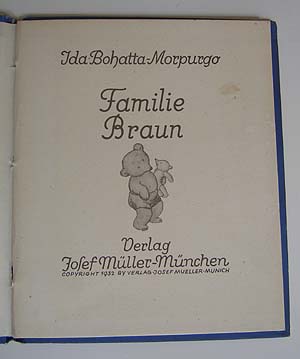 Ida Bohatta-Morpurgo
Familie
Braun
Verlag
Josef Müller-München
COPYRIGHT 1932 BY VERLAG JOSEF MUELLER-MUNICH